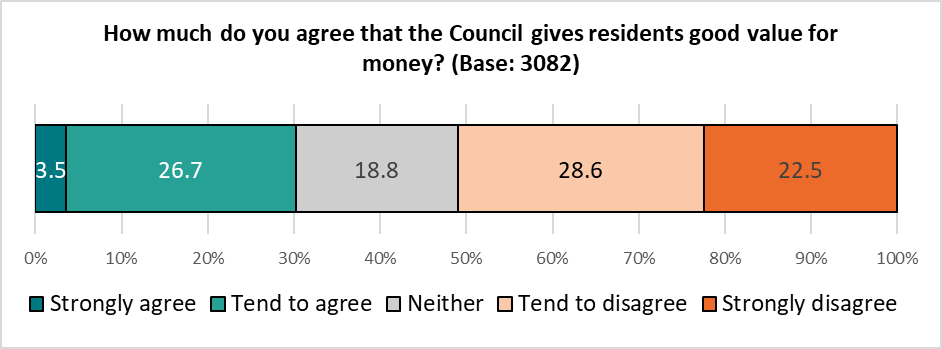 How much do you agree that the Council gives residents good value for
money? (Base: 3082)
3.5 26.7 18.8 28.6 22.5
0% 10% 20% 30% 40% 50% 60% 70% 80% 90% 100%
Strongly agree Tend to agree Neither Tend to disagree Strongly disagree